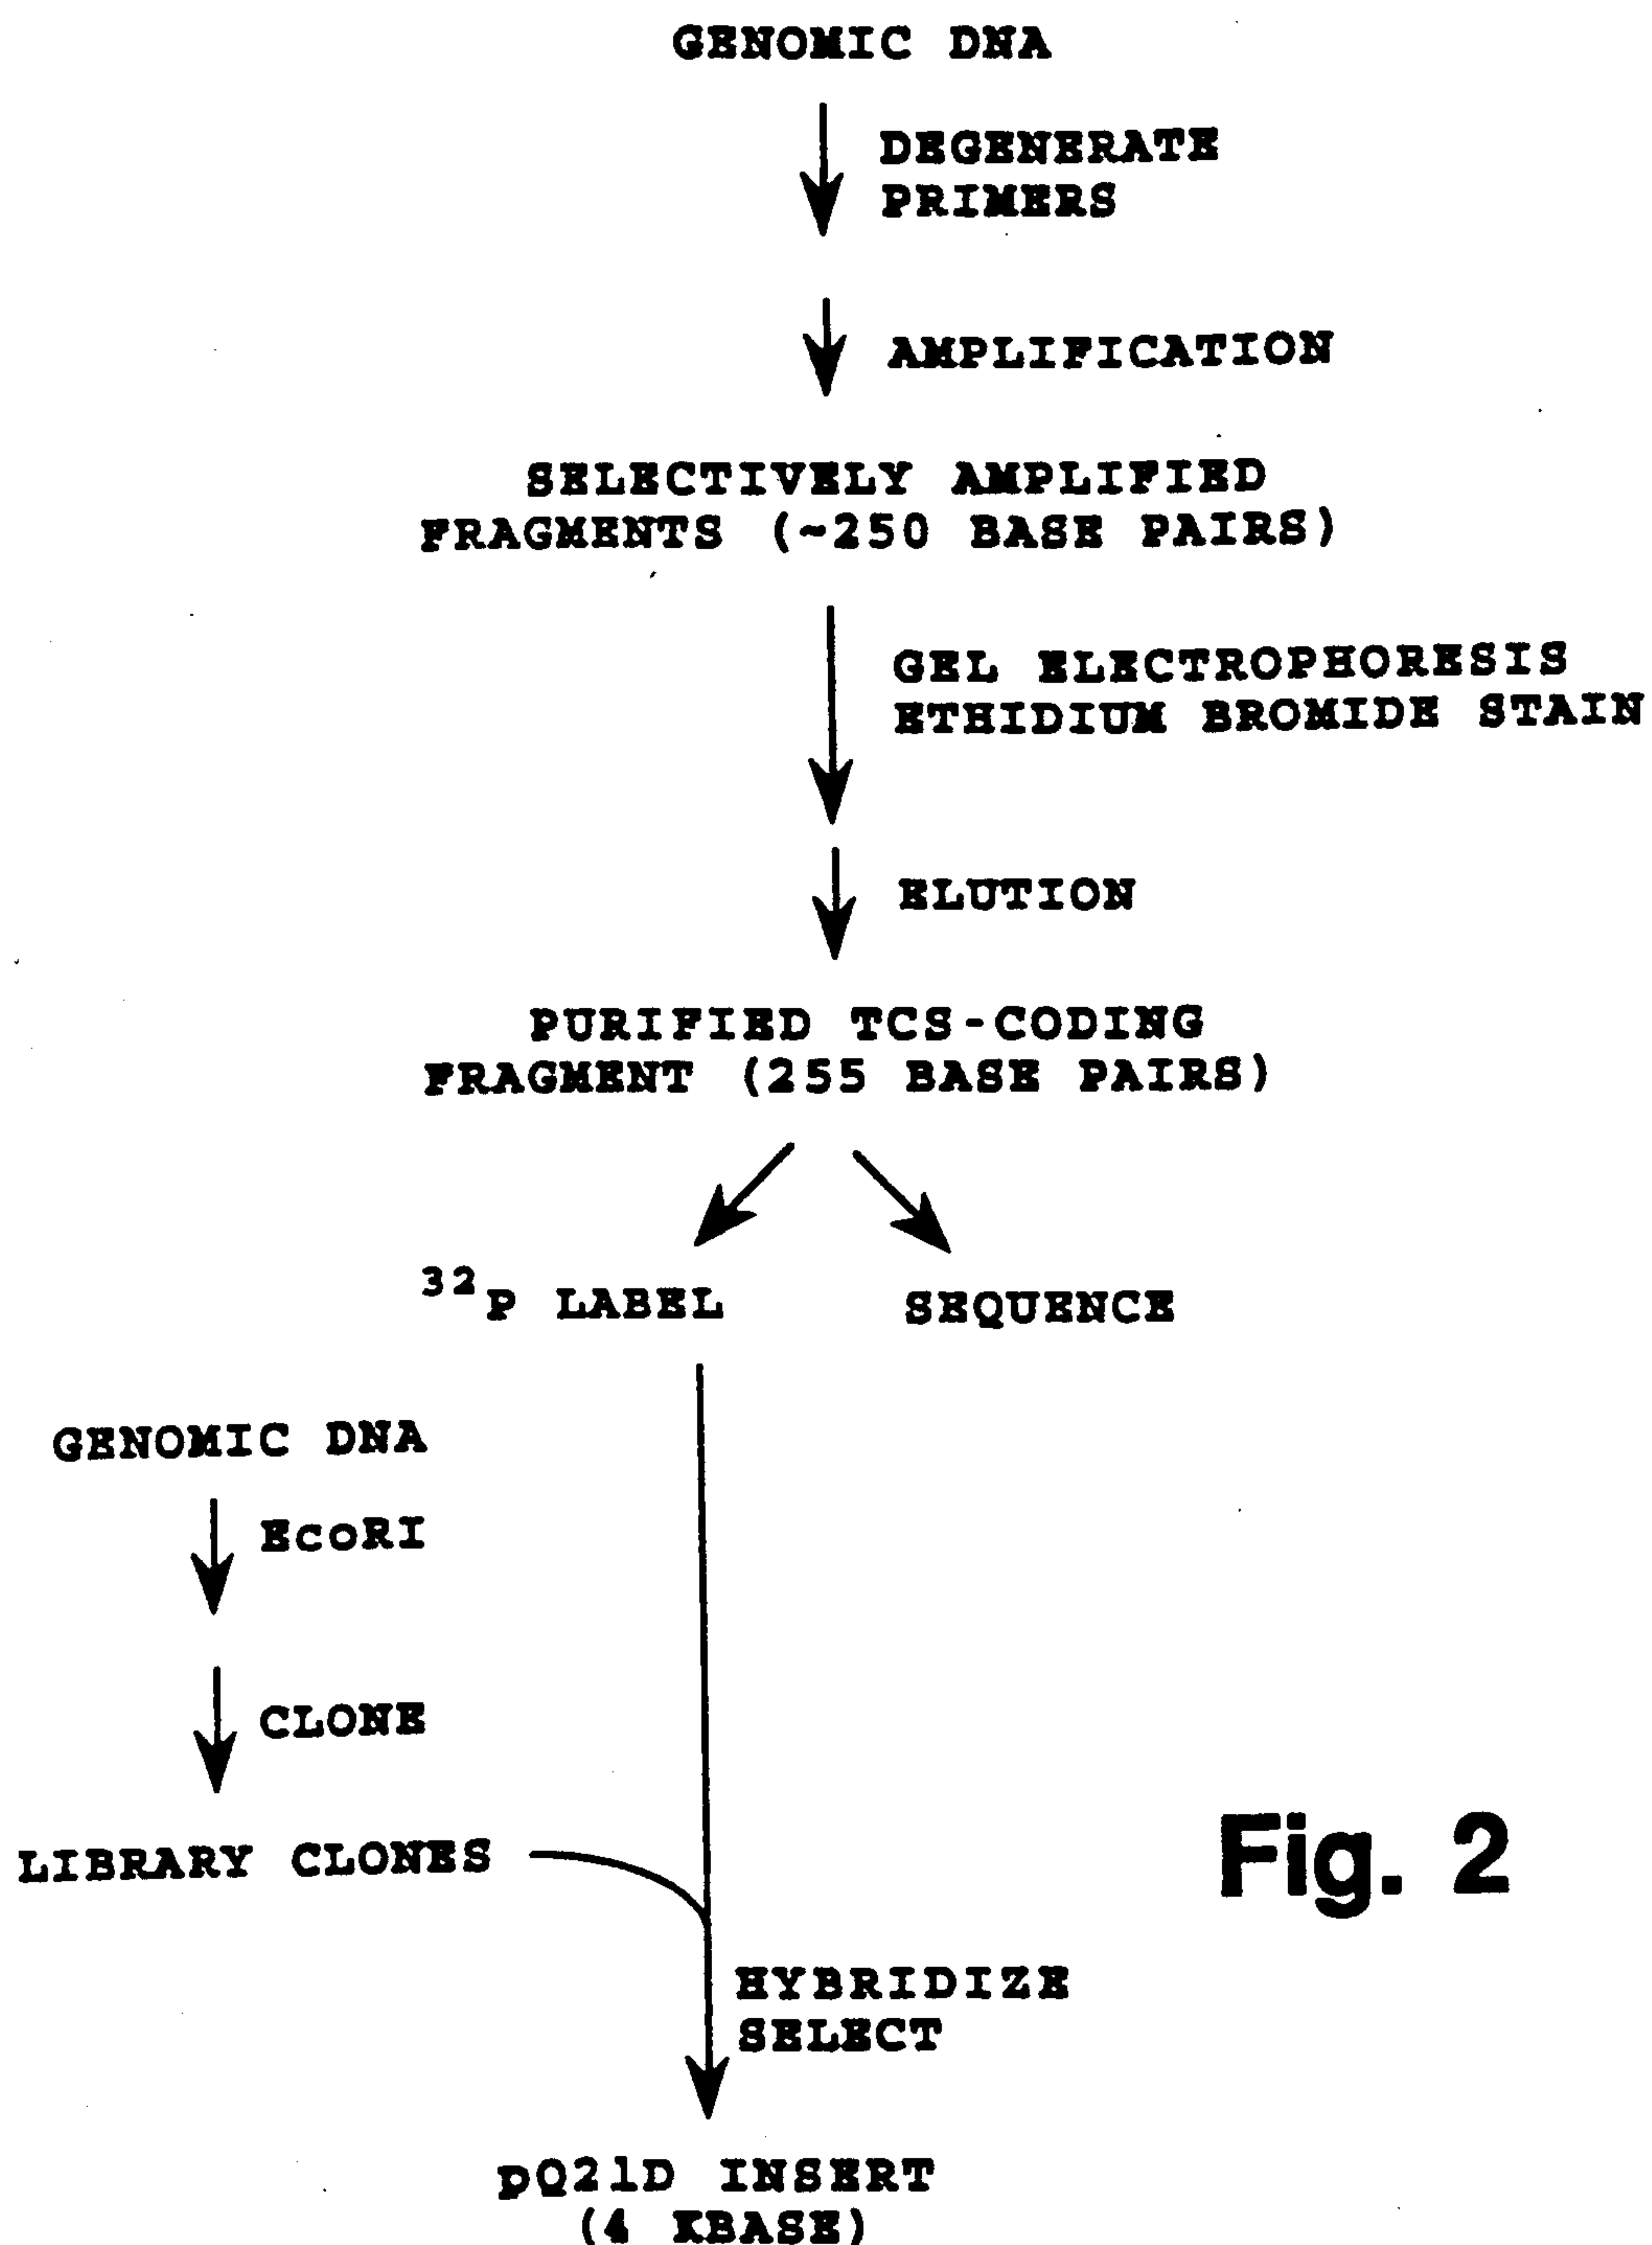 GENOMIC DNA
DEGENERATE
PRIMERS
AMPLIFICATION
SELECTIVELY AMPLIFIED
FRAGMENTS (~250 BASE PAIRS)
GEL ELECTROPHORESIS
ETHIDIUM BROMIDE STAIN
ELUTION
PURIFIED TCS-CODING
FRAGMENT (255 BASE PAIRS)
³²P LABEL
SEQUENCE
GENOMIC DNA
EcoRI
CLONE
LIBRARY CLONES
Fig. 2
HYBRIDIZE
SELECT
pQ21D INSERT
(4 KBASE)